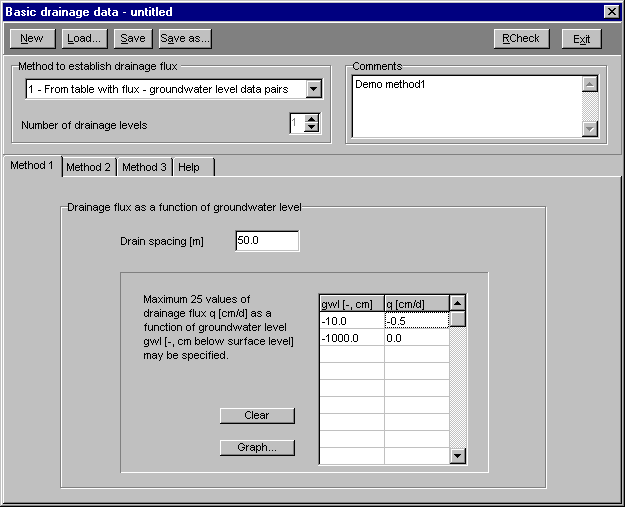 Basic drainage data - untitled
New Load... Save Save as... RCheck Exit
Method to establish drainage flux
1 - From table with flux - groundwater level data pairs
Number of drainage levels 1
Comments
Demo method1
Method 1 Method 2 Method 3 Help
Drainage flux as a function of groundwater level
Drain spacing [m] 50.0
Maximum 25 values of
drainage flux q [cm/d] as a
function of groundwater level
gwl [-, cm below surface level]
may be specified.
gwl [-, cm] q [cm/d]
-10.0 -0.5
-1000.0 0.0
Clear
Graph...